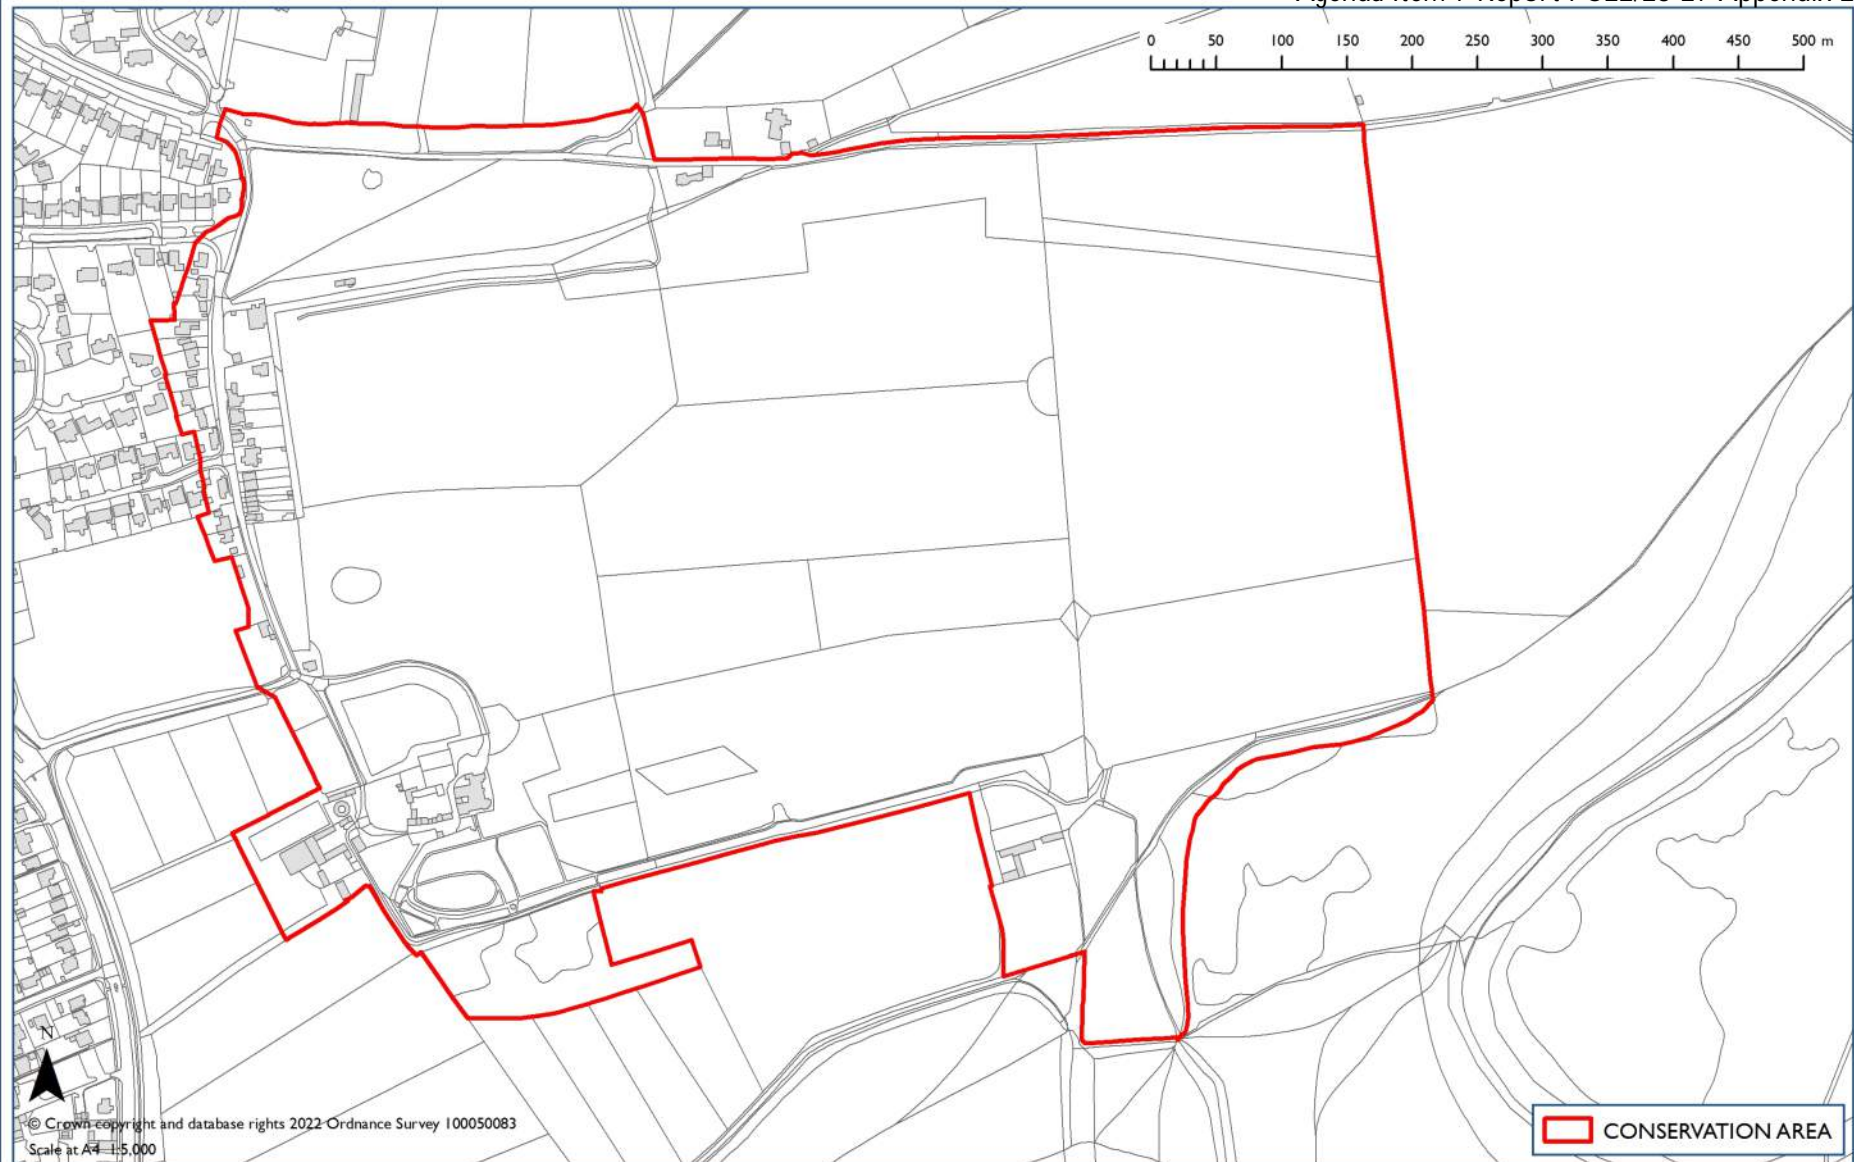 0 50 100 150 200 250 300 350 400 450 500 m
N
© Crown copyright and database rights 2022 Ordnance Survey 100050083
Scale at A4 1:5,000
CONSERVATION AREA